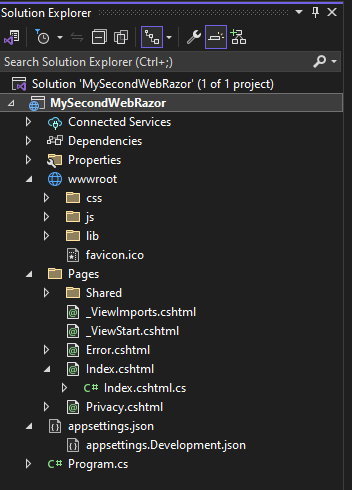 Solution Explorer
Search Solution Explorer (Ctrl+;)
Solution 'MySecondWebRazor' (1 of 1 project)
MySecondWebRazor
Connected Services
Dependencies
Properties
wwwroot
css
js
lib
favicon.ico
Pages
Shared
_ViewImports.cshtml
_ViewStart.cshtml
Error.cshtml
Index.cshtml
C# Index.cshtml.cs
Privacy.cshtml
appsettings.json
appsettings.Development.json
C# Program.cs